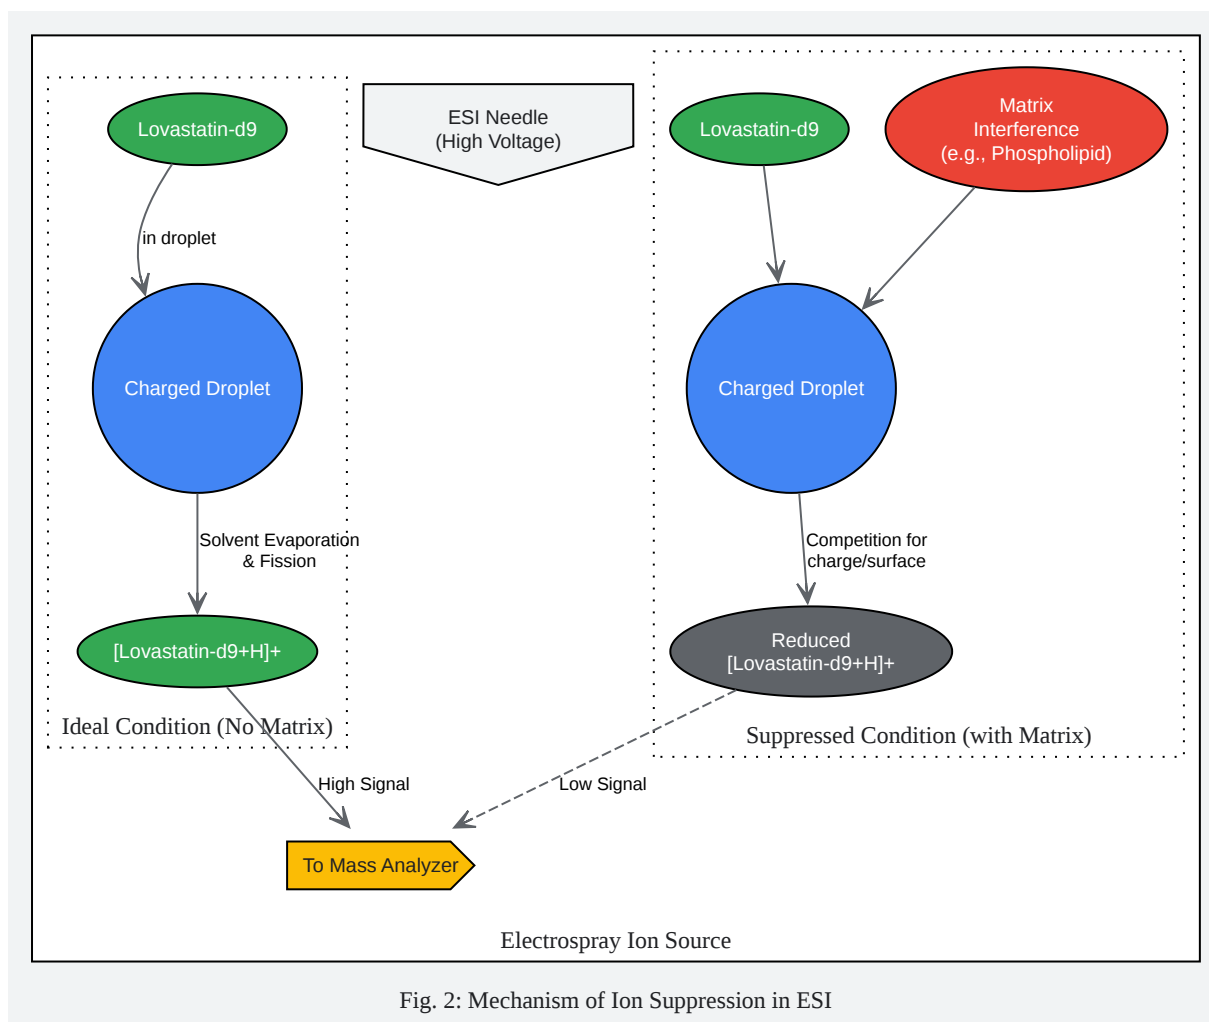 Lovastatin-d9
ESI Needle
(High Voltage)
Lovastatin-d9
Matrix
Interference
(e.g., Phospholipid)
in droplet
Charged Droplet
Charged Droplet
Solvent Evaporation
& Fission
Competition for
charge/surface
[Lovastatin-d9+H]+
Reduced
[Lovastatin-d9+H]+
Ideal Condition (No Matrix)
Suppressed Condition (with Matrix)
High Signal
Low Signal
To Mass Analyzer
Electrospray Ion Source
Fig. 2: Mechanism of Ion Suppression in ESI